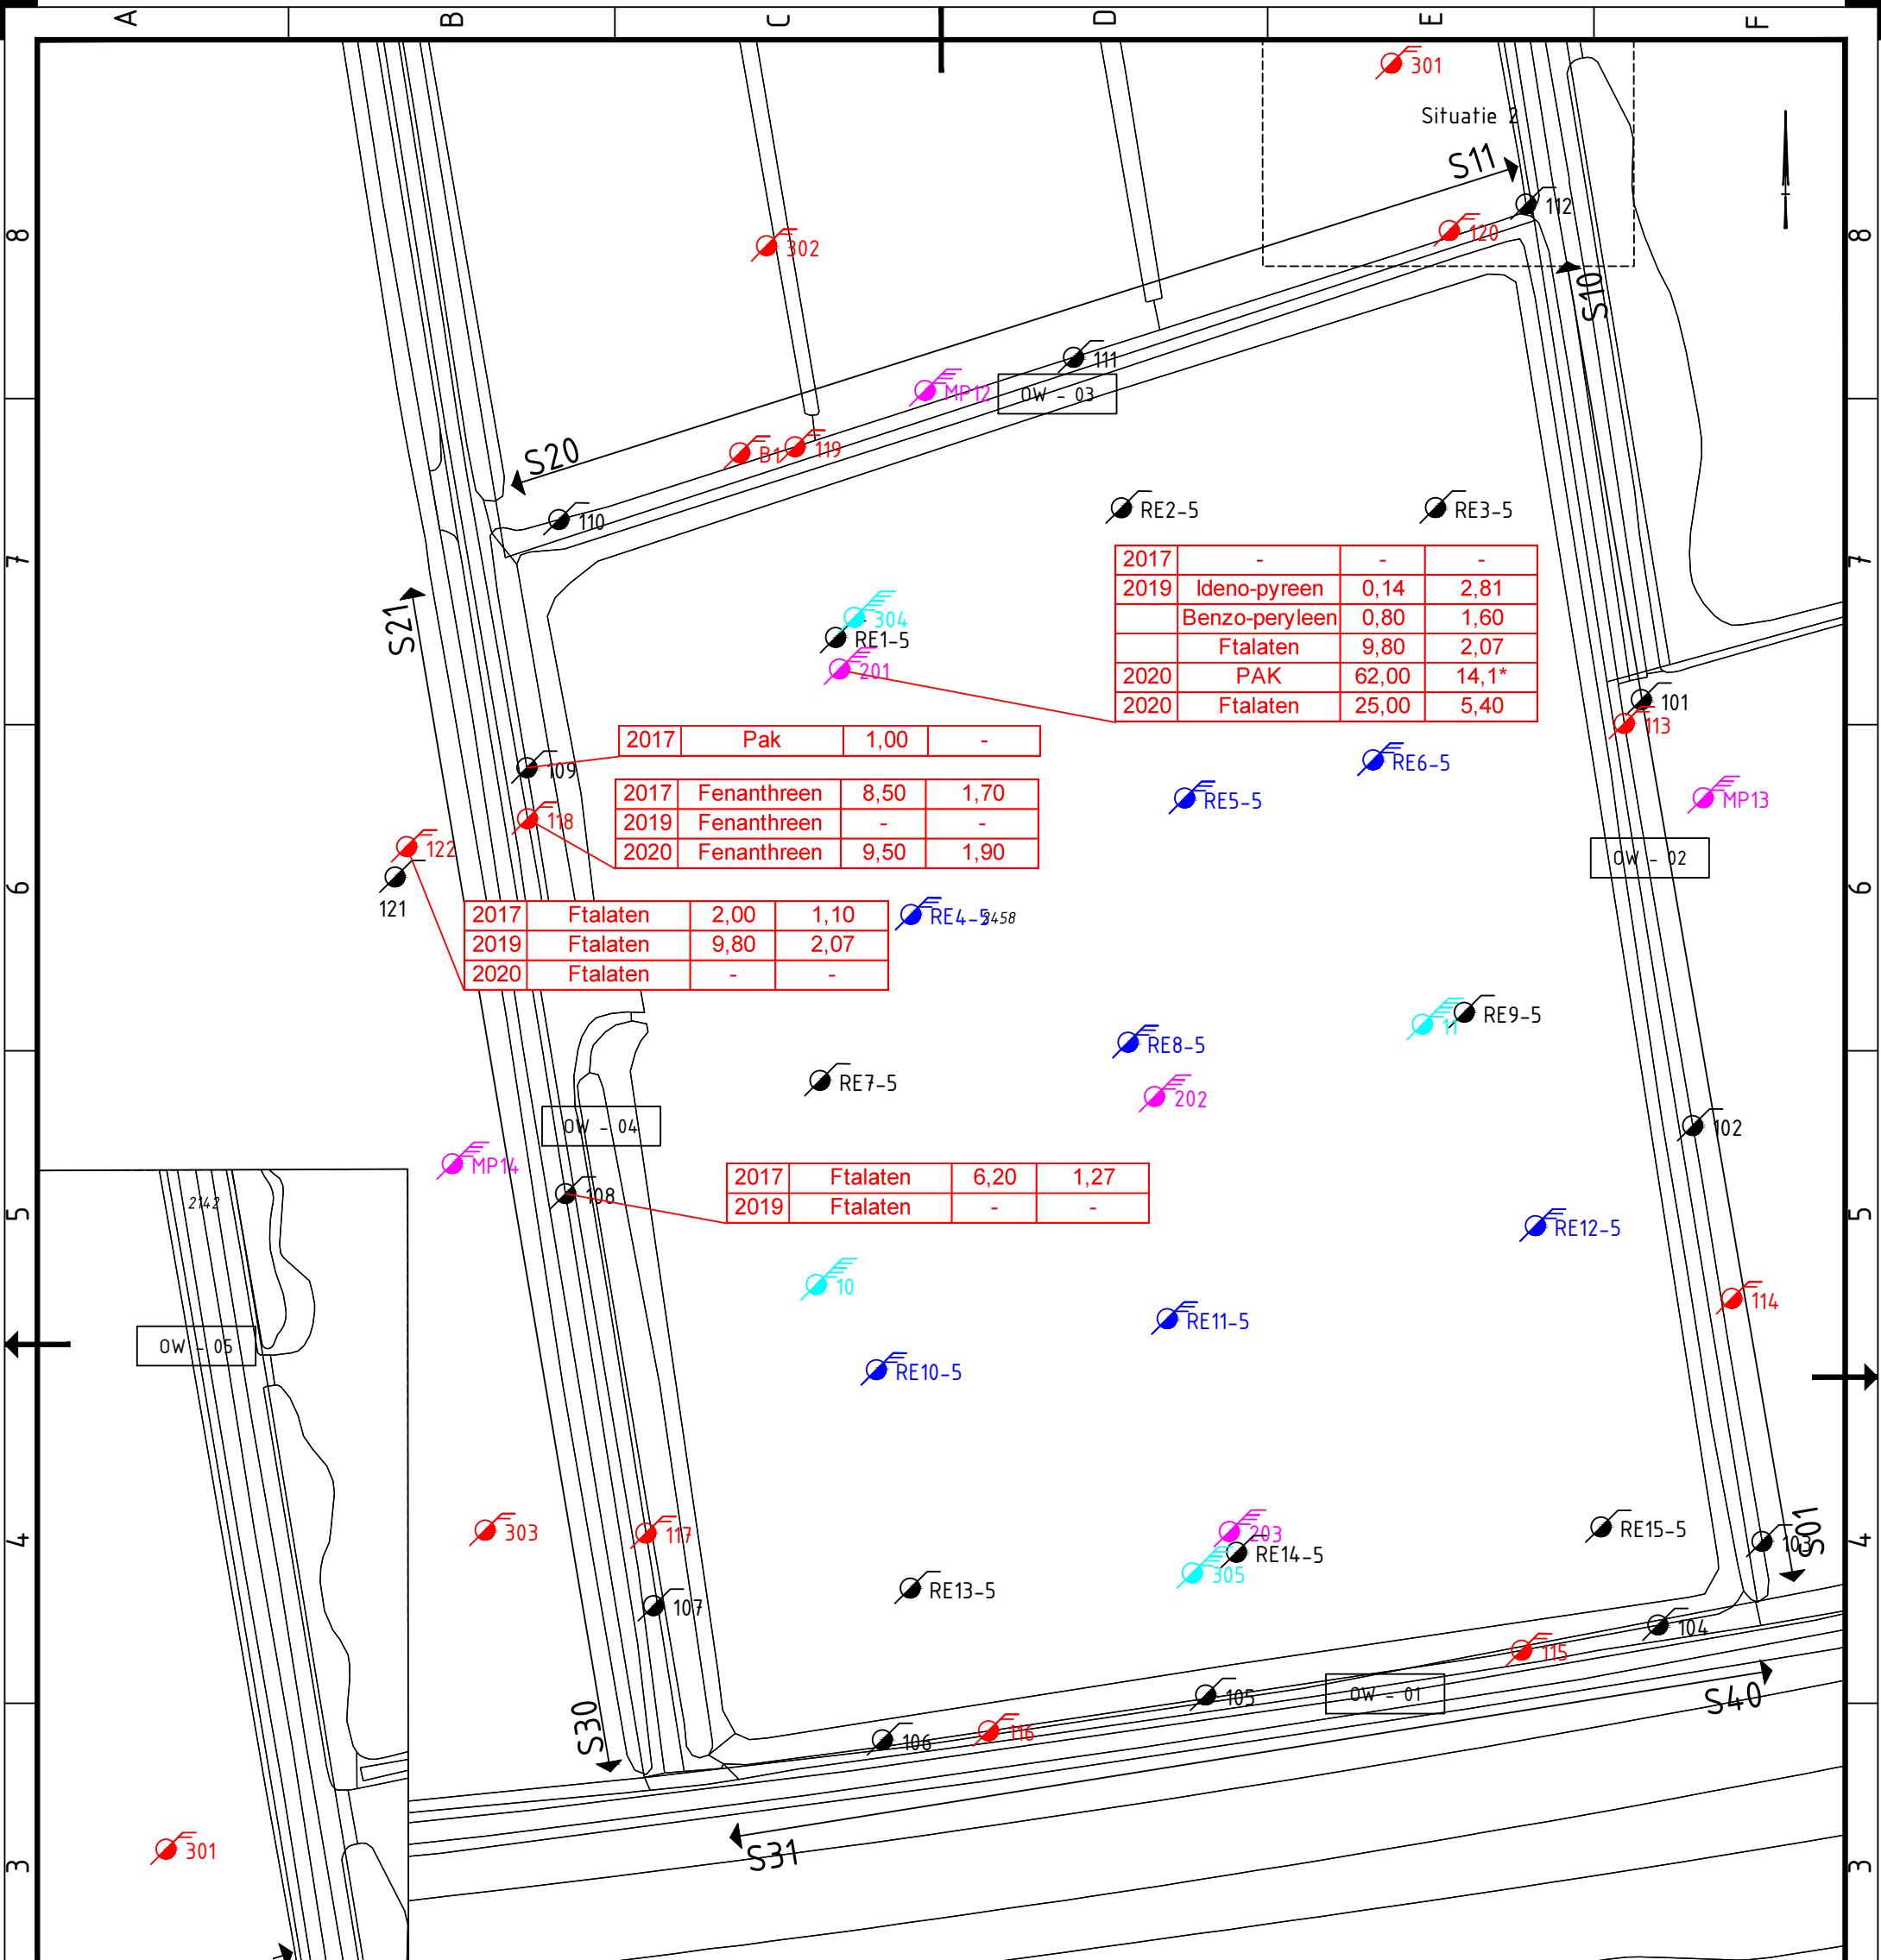 A B C D E F
301
Situatie 2
S11
112
8 302 120 8
S10
111
MP12 OW - 03
B1 119
S20
110 RE2-5 RE3-5
7 7
2017 - - -
2019 Ideno-pyreen 0,14 2,81
Benzo-peryleen 0,80 1,60
Ftalaten 9,80 2,07
2020 PAK 62,00 14,1*
2020 Ftalaten 25,00 5,40
304
S21 RE1-5
201
101
113
2017 Pak 1,00 -
109 RE6-5
RE5-5 MP13
2017 Fenanthreen 8,50 1,70
2019 Fenanthreen - -
2020 Fenanthreen 9,50 1,90
118
122
OW - 02
6 6
121
2017 Ftalaten 2,00 1,10
2019 Ftalaten 9,80 2,07
2020 Ftalaten - -
RE4-5 2458
11 RE9-5
RE8-5
RE7-5
202
OW - 04 102
MP14
2017 Ftalaten 6,20 1,27
2019 Ftalaten - -
108
2142
5 5
RE12-5
10
114
RE11-5
OW - 05
RE10-5
303 117 203 RE15-5 S01
4 103 4
RE14-5
305
RE13-5
107
104
115
105 OW - 01 S40
S30
116
106
301 S31
3 3